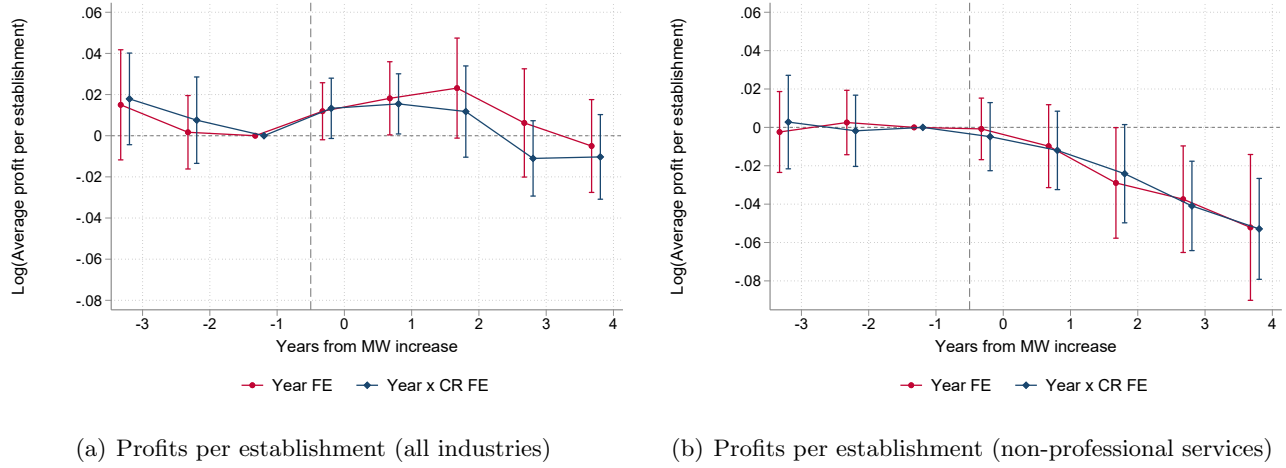 Log(Average profit per establishment)
.06
.04
.02
0
-.02
-.04
-.06
-.08
-3 -2 -1 0 1 2 3 4
Years from MW increase
Year FE Year x CR FE
(a) Profits per establishment (all industries)
Log(Average profit per establishment)
.06
.04
.02
0
-.02
-.04
-.06
-.08
-3 -2 -1 0 1 2 3 4
Years from MW increase
Year FE Year x CR FE
(b) Profits per establishment (non-professional services)